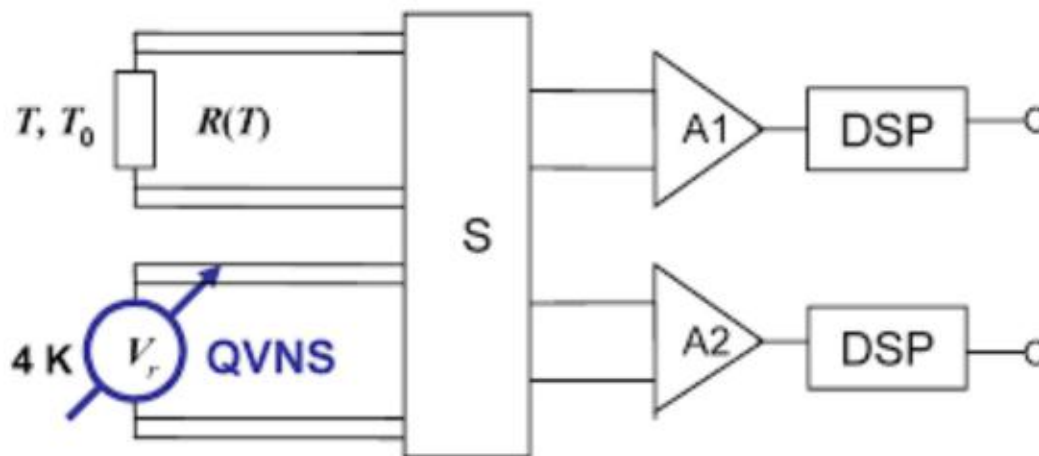 T, T₀ R(T)
S
A1 DSP
4 K Vᵣ QVNS
A2 DSP